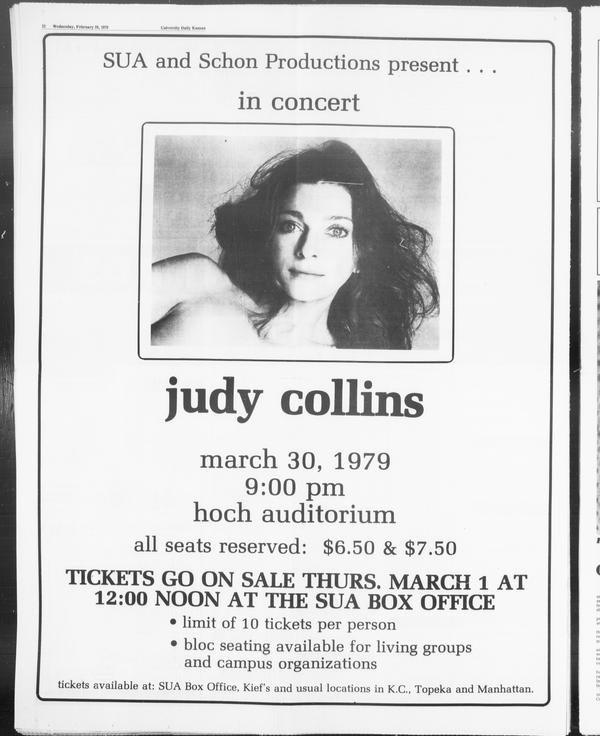 22 Wednesday, February 28, 1979 University Daily Kansan
SUA and Schon Productions present . . .
in concert
judy collins
march 30, 1979
9:00 pm
hoch auditorium
all seats reserved: $6.50 & $7.50
TICKETS GO ON SALE THURS. MARCH 1 AT
12:00 NOON AT THE SUA BOX OFFICE
• limit of 10 tickets per person
• bloc seating available for living groups
and campus organizations
tickets available at: SUA Box Office, Kief's and usual locations in K.C., Topeka and Manhattan.